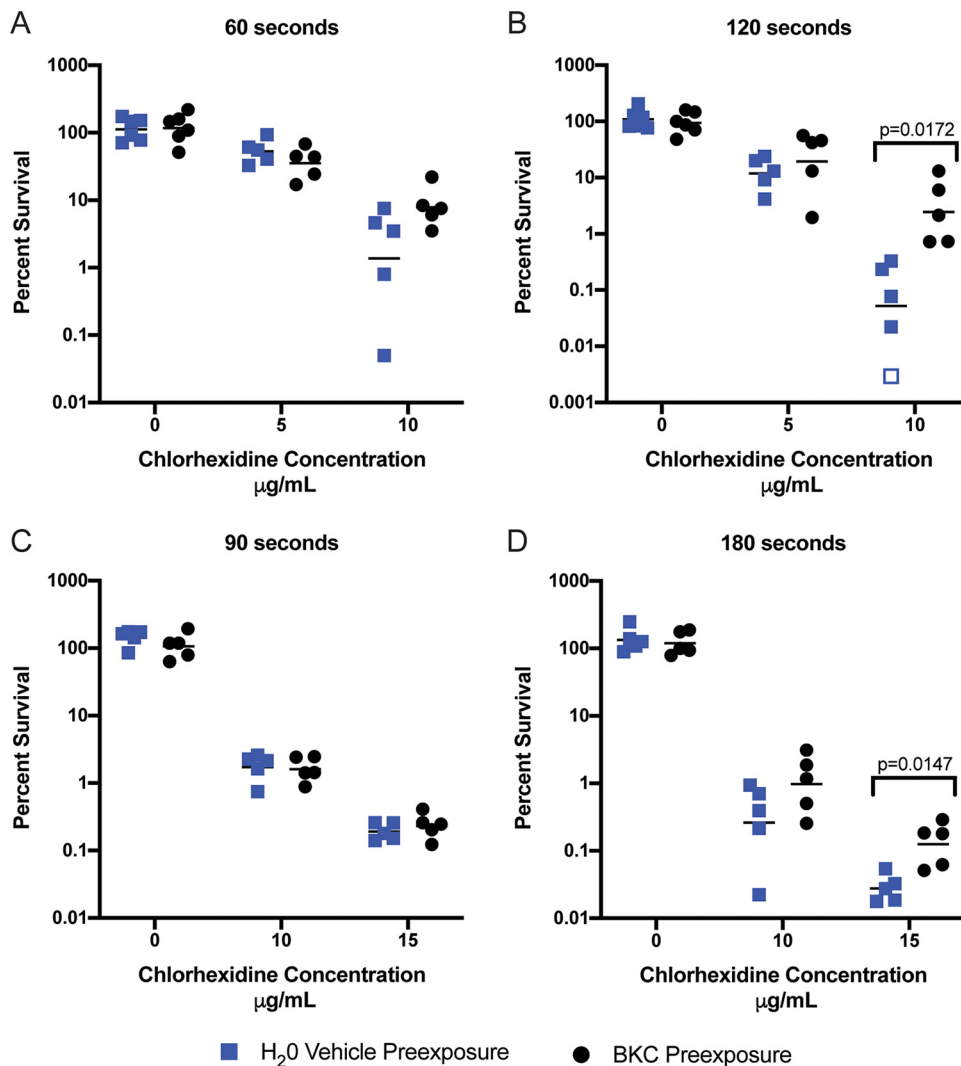 A
60 seconds
1000
100
10
1
0.1
0.01
Percent Survival
0
5
10
Chlorhexidine Concentration
μg/mL
B
120 seconds
1000
100
10
1
0.1
0.01
0.001
Percent Survival
p=0.0172
0
5
10
Chlorhexidine Concentration
μg/mL
C
90 seconds
1000
100
10
1
0.1
0.01
Percent Survival
0
10
15
Chlorhexidine Concentration
μg/mL
D
180 seconds
1000
100
10
1
0.1
0.01
Percent Survival
p=0.0147
0
10
15
Chlorhexidine Concentration
μg/mL
H₂0 Vehicle Preexposure
BKC Preexposure